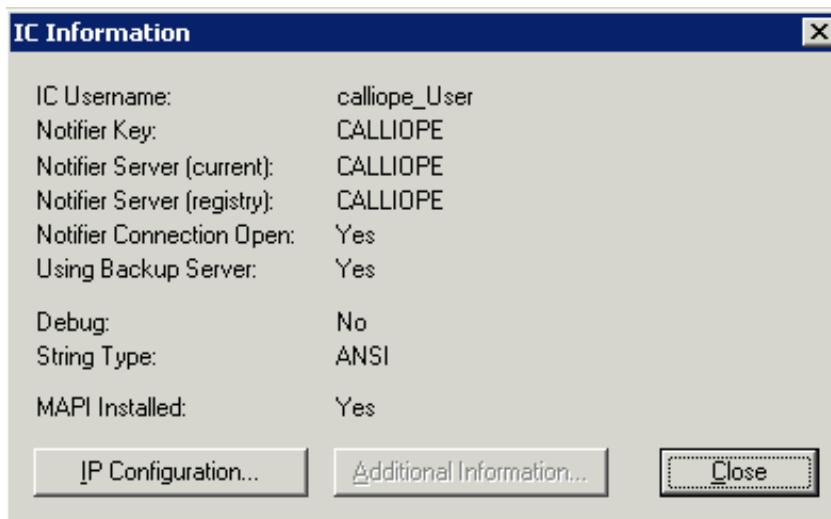 IC Information
IC Username: calliope_User
Notifier Key: CALLIOPE
Notifier Server (current): CALLIOPE
Notifier Server (registry): CALLIOPE
Notifier Connection Open: Yes
Using Backup Server: Yes
Debug: No
String Type: ANSI
MAPI Installed: Yes
IP Configuration... Additional Information... Close